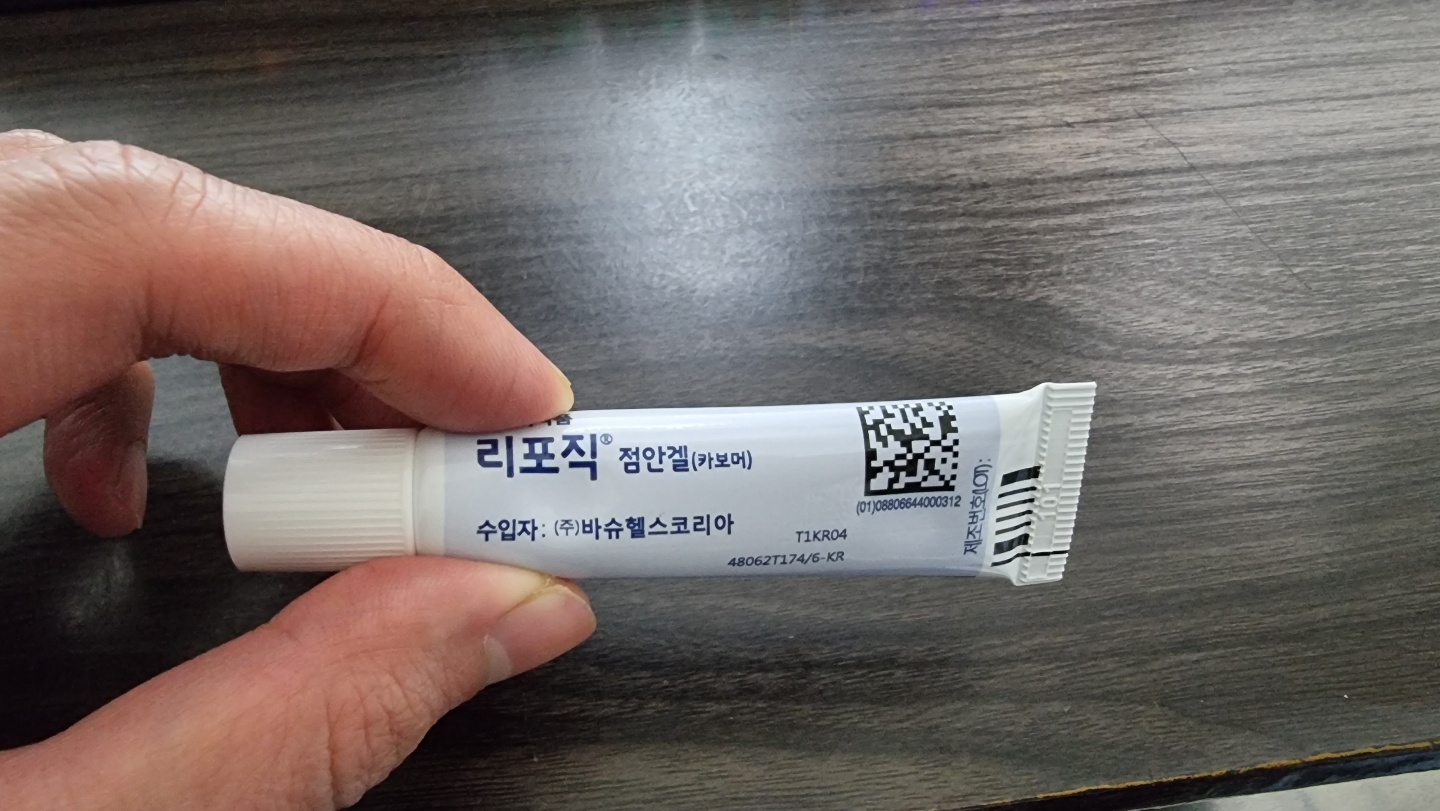 리포직® 점안겔(카보머)
수입자: (주)바슈헬스코리아
T1KR04
48062T174/6-KR
(01)08806644000312
제조번호(LOT):